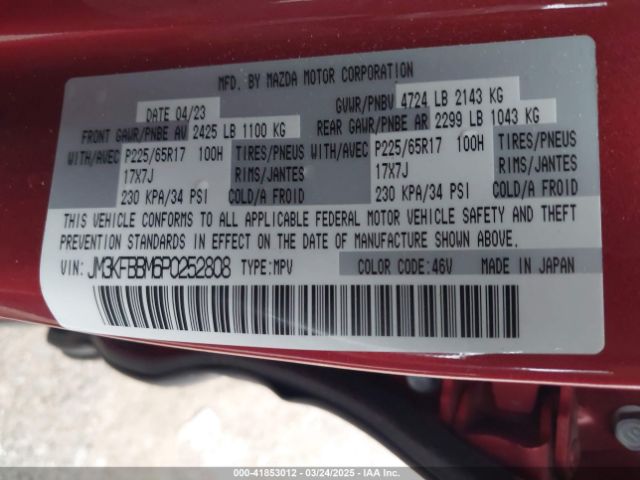 MFD. BY MAZDA MOTOR CORPORATION
DATE 04/23 GVWR/PNBV 4724 LB 2143 KG
FRONT GAWR/PNBE AV 2425 LB 1100 KG REAR GAWR/PNBE AR 2299 LB 1043 KG
WITH/AVEC P225/65R17 100H TIRES/PNEUS WITH/AVEC P225/65R17 100H TIRES/PNEUS
17X7J RIMS/JANTES 17X7J RIMS/JANTES
230 KPA/34 PSI COLD/A FROID 230 KPA/34 PSI COLD/A FROID
THIS VEHICLE CONFORMS TO ALL APPLICABLE FEDERAL MOTOR VEHICLE SAFETY AND THEFT
PREVENTION STANDARDS IN EFFECT ON THE DATE OF MANUFACTURE SHOWN ABOVE.
VIN: JM3KFBBM6P0252808 TYPE:MPV COLOR CODE:46V MADE IN JAPAN
000-41853012 - 03/24/2025 - IAA Inc.